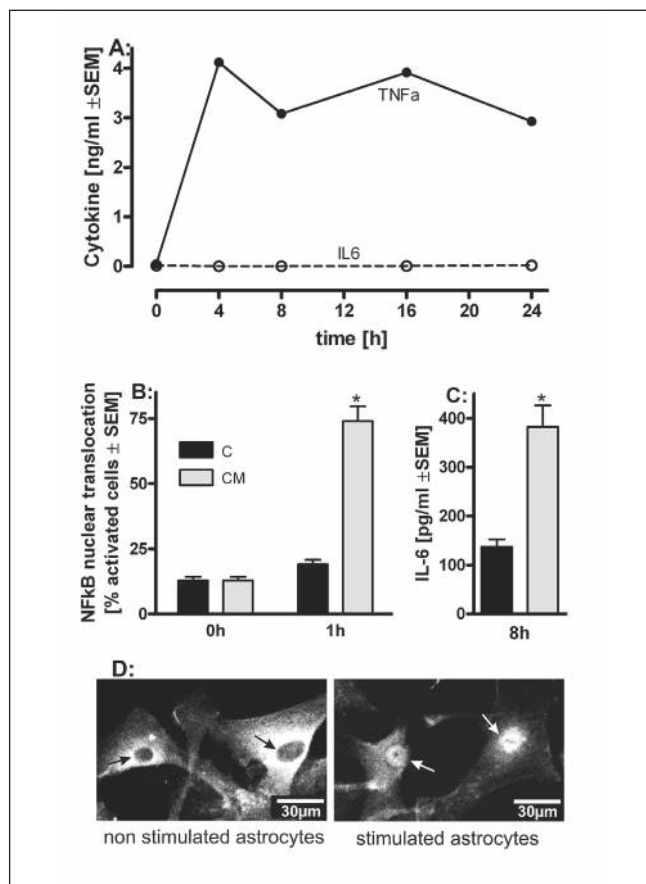 A:
Cytokine [ng/ml ±SEM]
4
3
2
1
0
TNFa
IL6
0 4 8 12 16 20 24
time [h]
B:
NFkB nuclear translocation
[% activated cells ± SEM]
75
50
25
0
C
CM
*
0h 1h
C:
IL-6 [pg/ml ±SEM]
400
300
200
100
0
*
8h
D:
30µm
30µm
non stimulated astrocytes
stimulated astrocytes